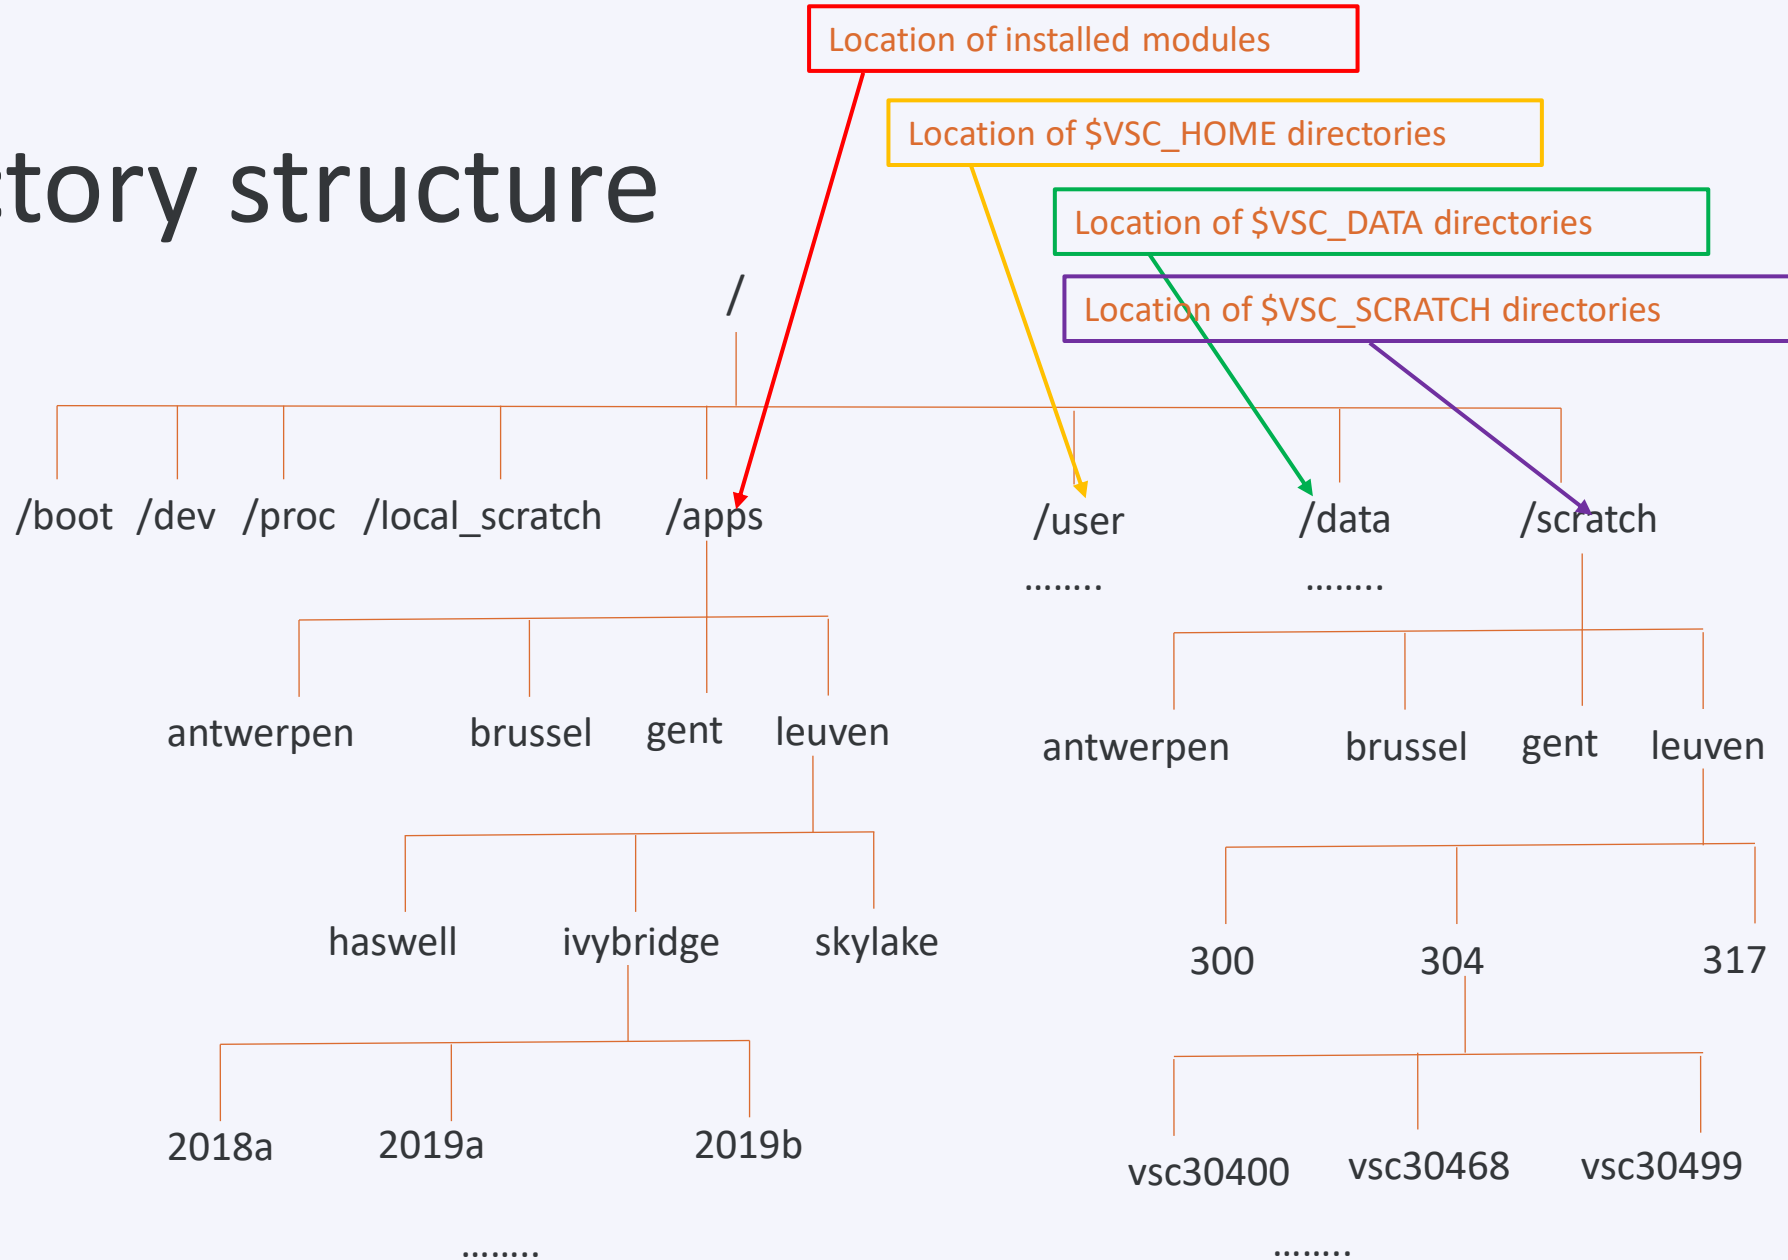 Location of installed modules
Location of $VSC_HOME directories
ctory structure
Location of $VSC_DATA directories
Location of $VSC_SCRATCH directories
/
/boot /dev /proc /local_scratch /apps /user /data /scratch
........ ........
antwerpen brussel gent leuven antwerpen brussel gent leuven
haswell ivybridge skylake 300 304 317
2018a 2019a 2019b vsc30400 vsc30468 vsc30499
........ ........